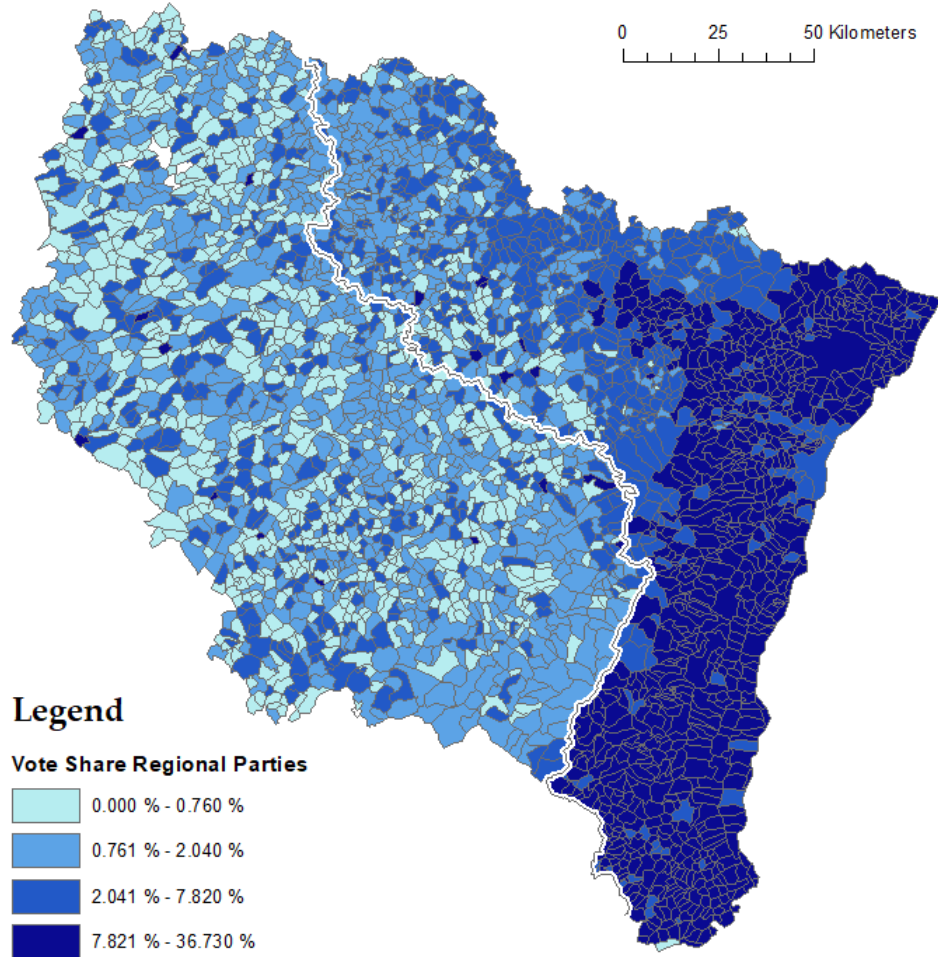 0 25 50 Kilometers
Legend
Vote Share Regional Parties
0.000 % - 0.760 %
0.761 % - 2.040 %
2.041 % - 7.820 %
7.821 % - 36.730 %